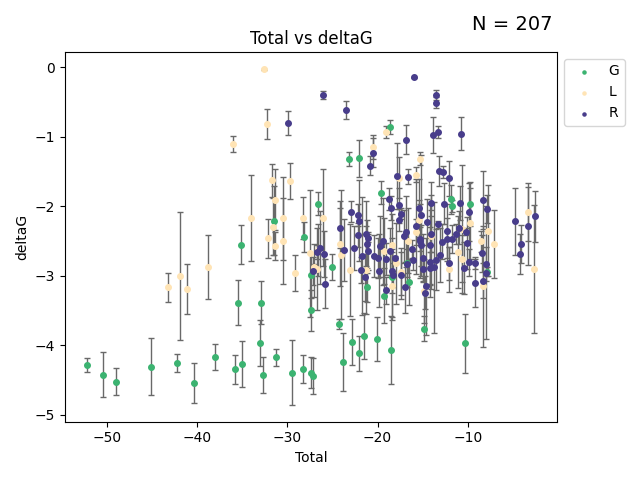 N = 207
Total vs deltaG
G
L
R
0
−1
−2
−3
−4
−5
deltaG
−50 −40 −30 −20 −10
Total